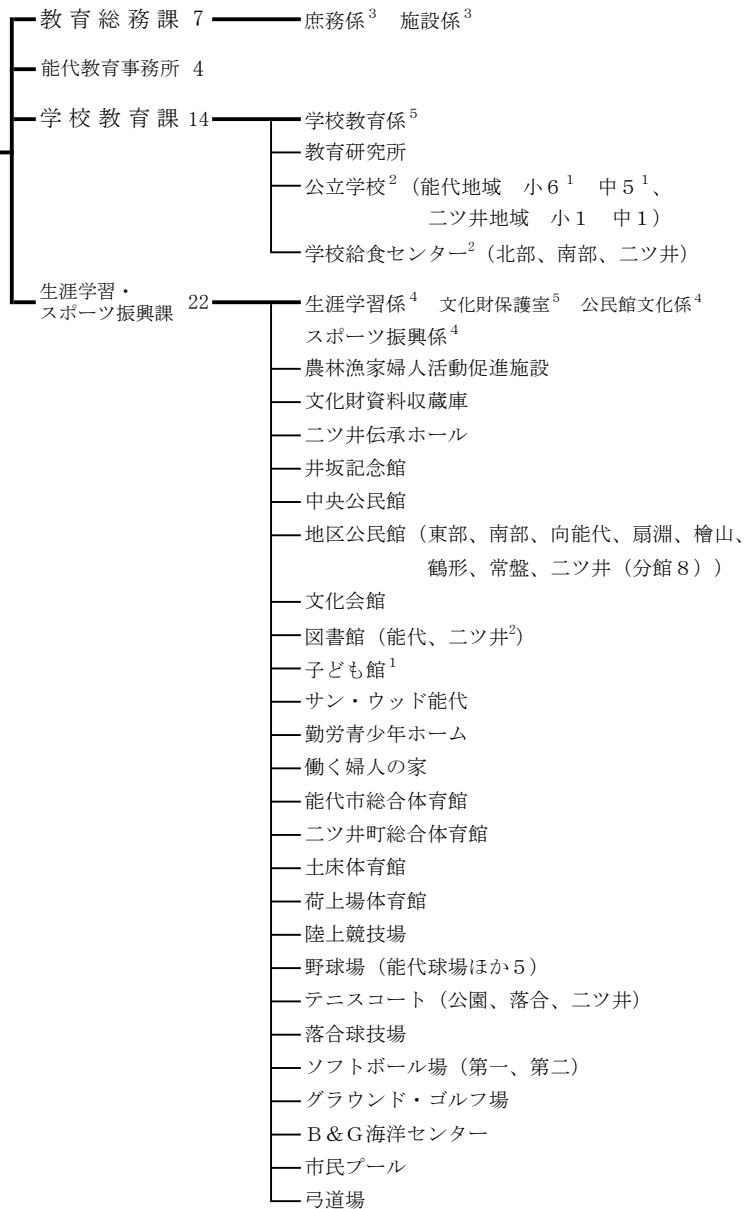 教育総務課 7 庶務係³ 施設係³
能代教育事務所 4
学校教育課 14 学校教育係⁵
教育研究所
公立学校²（能代地域 小６¹ 中５¹、
二ツ井地域 小１ 中１）
学校給食センター²（北部、南部、二ツ井）
生涯学習・
スポーツ振興課 22 生涯学習係⁴ 文化財保護室⁵ 公民館文化係⁴
スポーツ振興係⁴
農林漁家婦人活動促進施設
文化財資料収蔵庫
二ツ井伝承ホール
井坂記念館
中央公民館
地区公民館（東部、南部、向能代、扇淵、檜山、
鶴形、常盤、二ツ井（分館８））
文化会館
図書館（能代、二ツ井²）
子ども館¹
サン・ウッド能代
勤労青少年ホーム
働く婦人の家
能代市総合体育館
二ツ井町総合体育館
土床体育館
荷上場体育館
陸上競技場
野球場（能代球場ほか５）
テニスコート（公園、落合、二ツ井）
落合球技場
ソフトボール場（第一、第二）
グラウンド・ゴルフ場
Ｂ＆Ｇ海洋センター
市民プール
弓道場